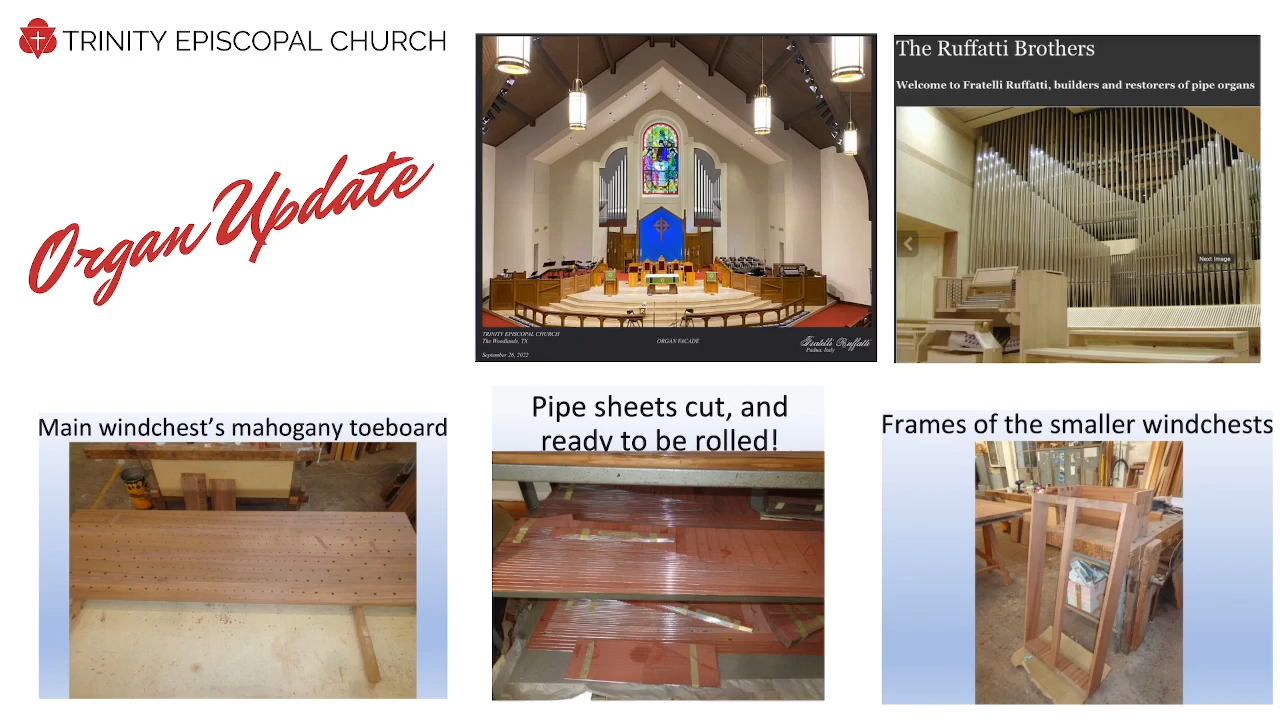 TRINITY EPISCOPAL CHURCH
Organ Update
TRINITY EPISCOPAL CHURCH
The Woodlands, TX
September 26, 2022
ORGAN FACADE
Fratelli Ruffatti
Padua, Italy
The Ruffatti Brothers
Welcome to Fratelli Ruffatti, builders and restorers of pipe organs
Next Image
Main windchest's mahogany toeboard
Pipe sheets cut, and
ready to be rolled!
Frames of the smaller windchests